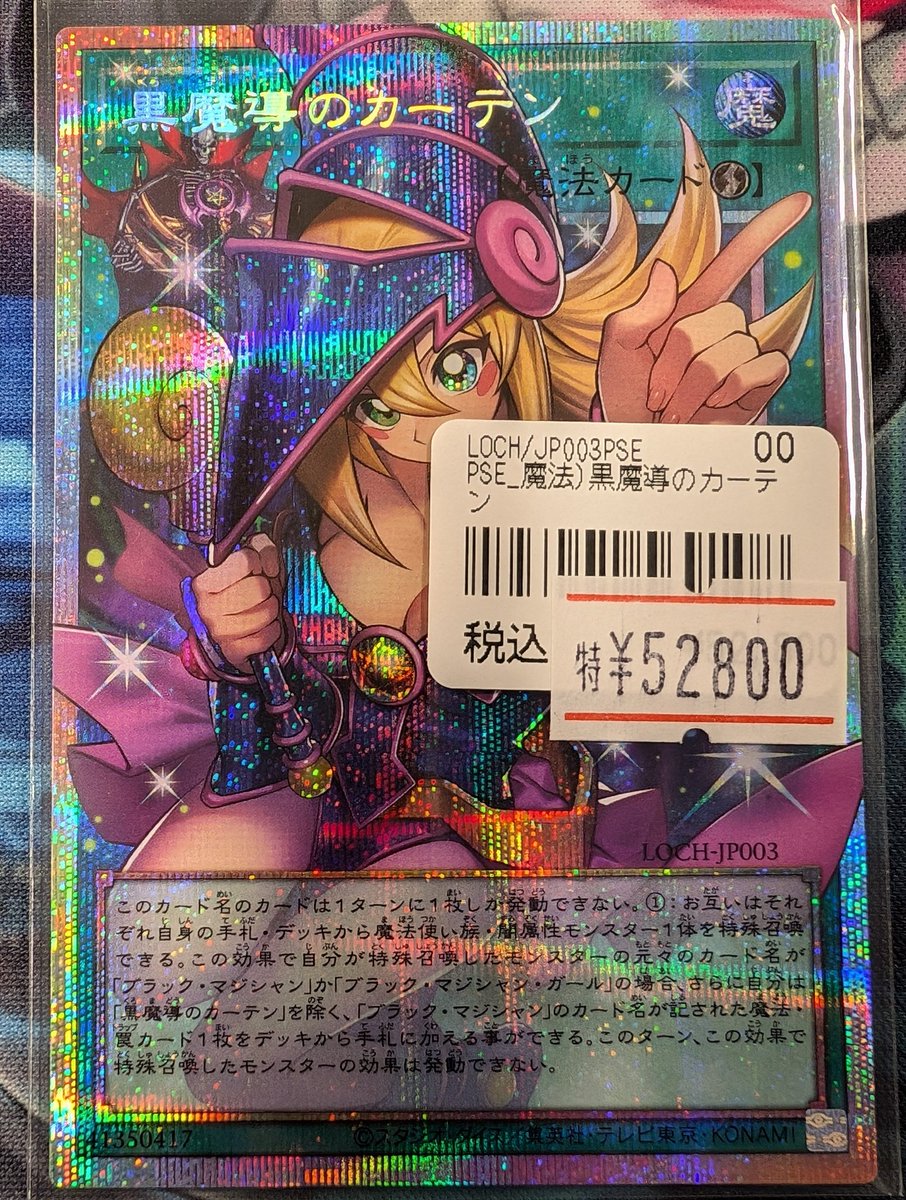 黒魔導のカーテン
魔
【魔法カード】
LOCH/JP003PSE 00
PSE_魔法)黒魔導のカーテ
ン
税込
特¥52800
LOCH-JP003
このカード名のカードは1ターンに1枚しか発動できない。①:お互いはそれ
ぞれ自身の手札・デッキから魔法使い族・闇属性モンスター1体を特殊召喚
できる。この効果で自分が特殊召喚したモンスターの元々のカード名が
「ブラック・マジシャン」か「ブラック・マジシャン・ガール」の場合、さらに自分は
「黒魔導のカーテン」を除く、「ブラック・マジシャン」のカード名が記された魔法・
罠カード1枚をデッキから手札に加える事ができる。このターン、この効果で
特殊召喚したモンスターの効果は発動できない。
41350417
©スタジオ・ダイス/集英社・テレビ東京・KONAMI